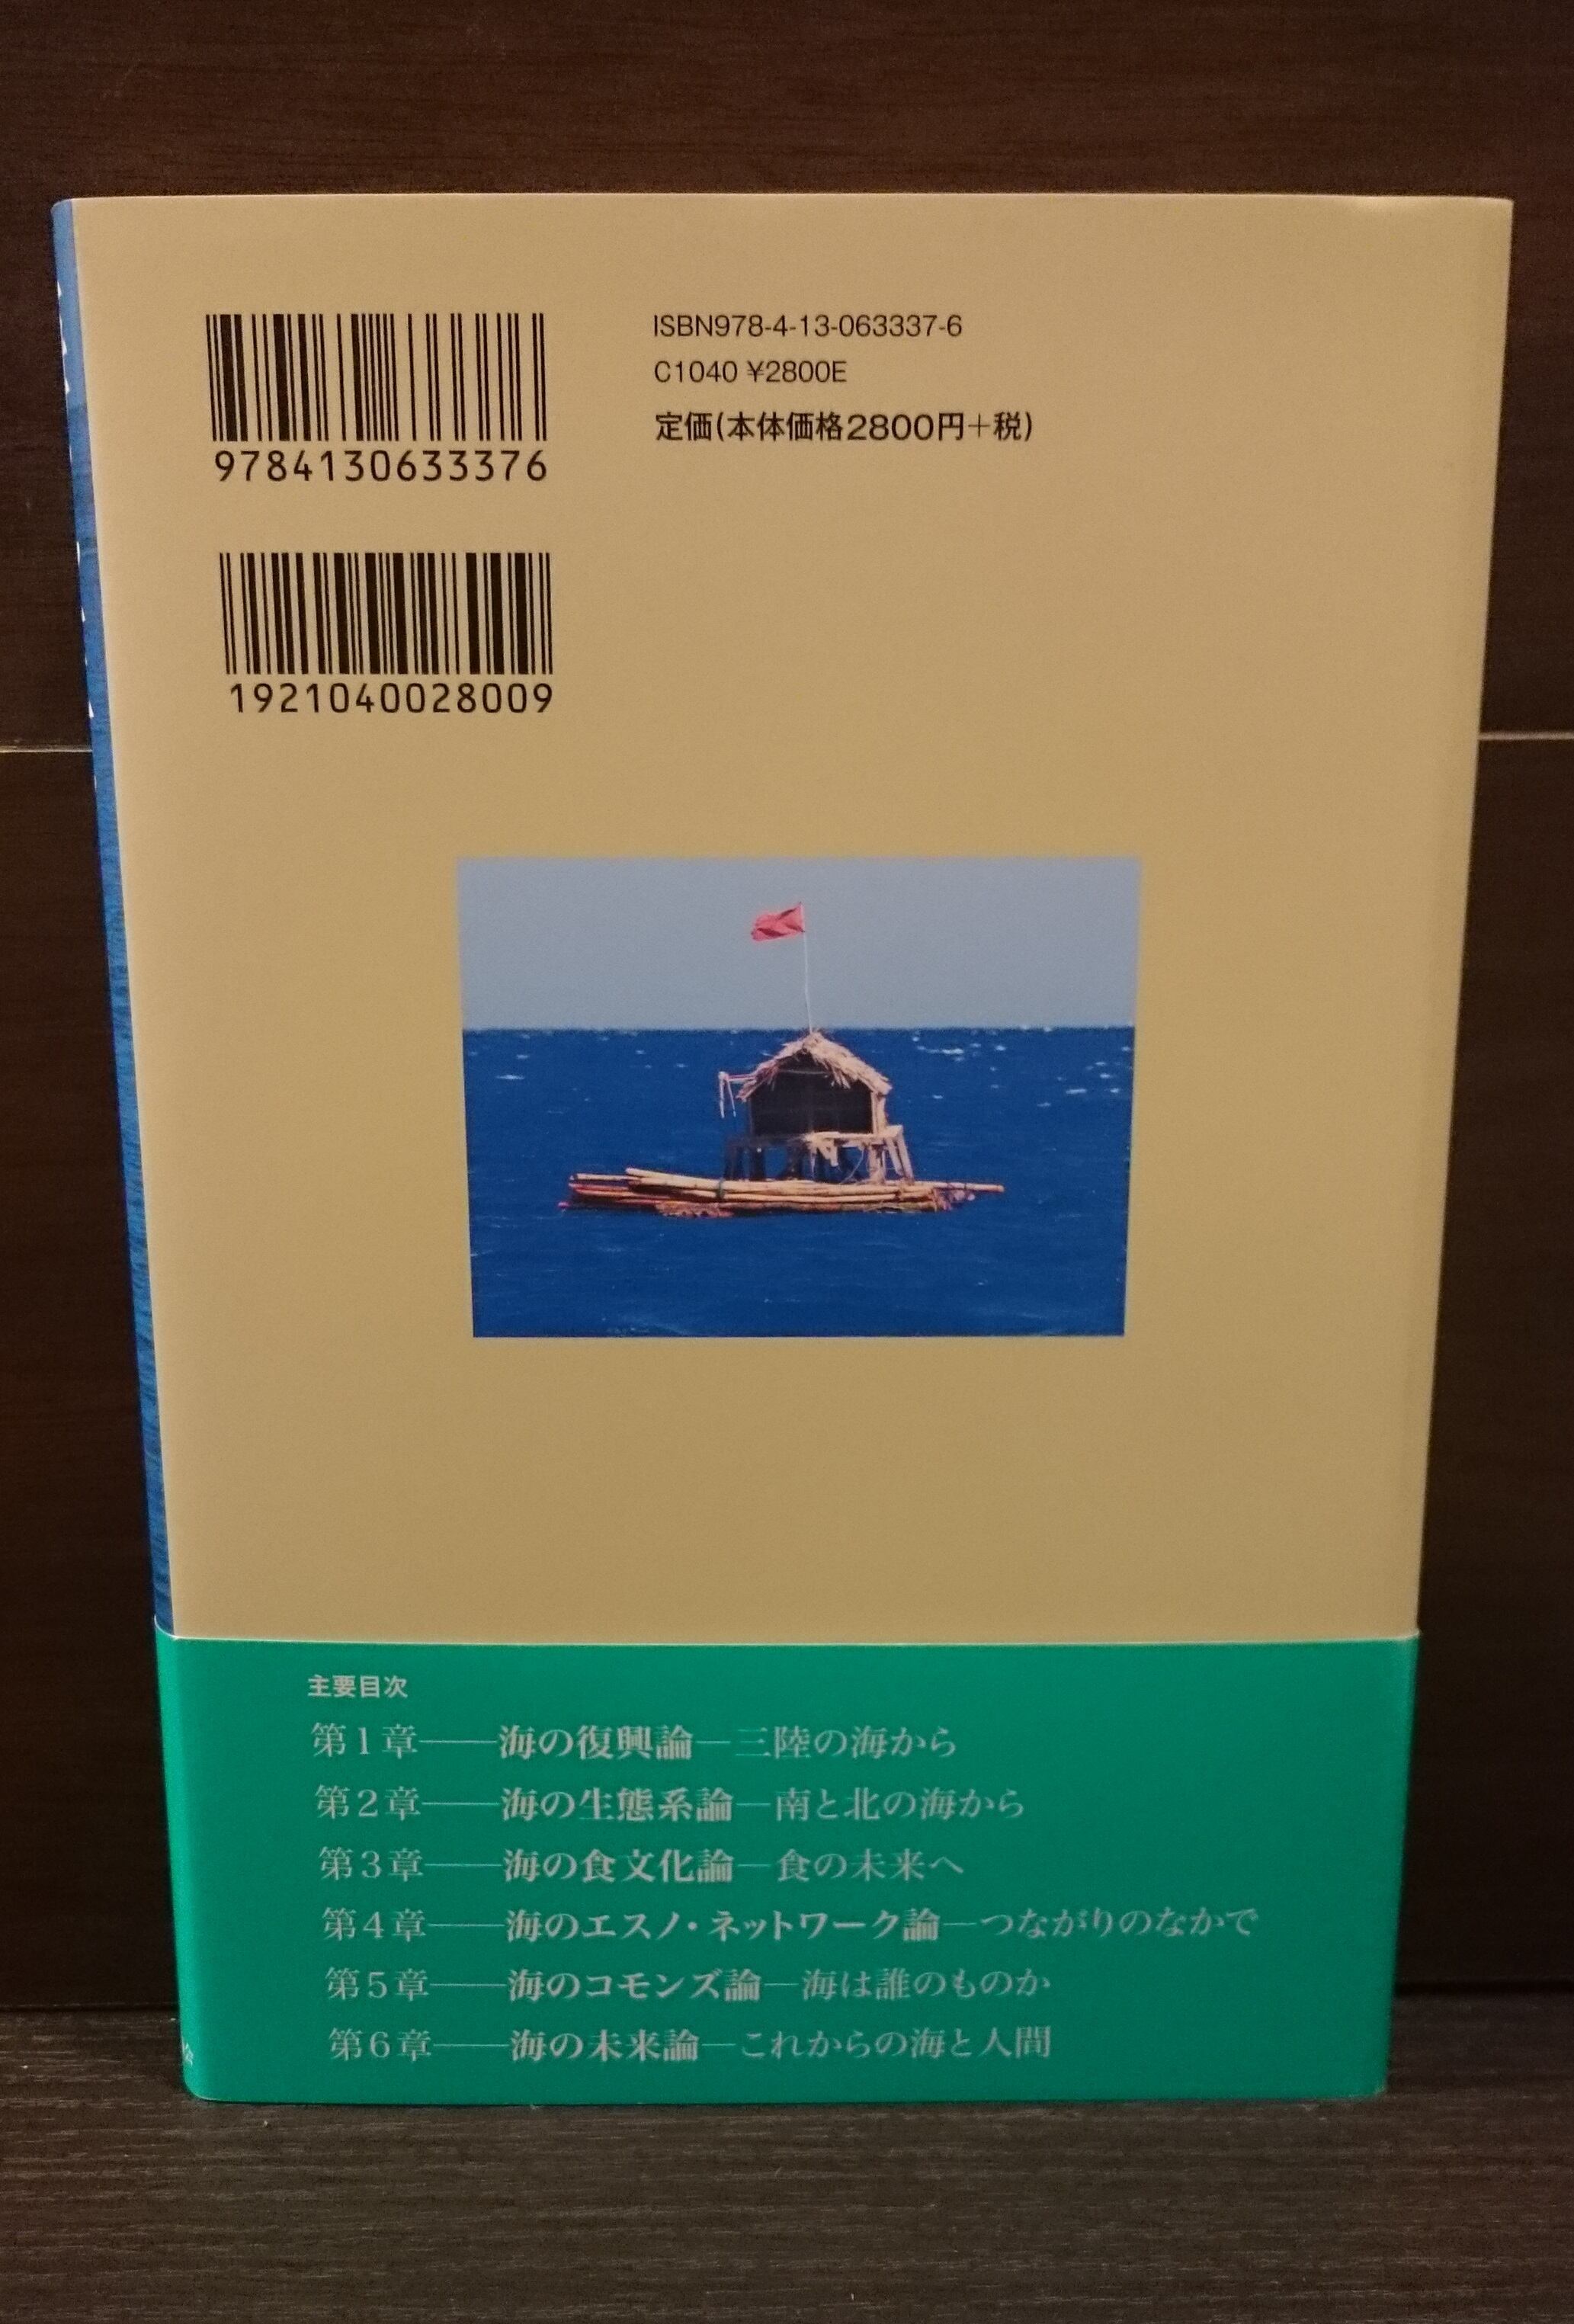 9784130633376
ISBN978-4-13-063337-6
C1040 ¥2800E
定価(本体価格2800円+税)
1921040028009
主要目次
第1章――海の復興論―三陸の海から
第2章――海の生態系論―南と北の海から
第3章――海の食文化論―食の未来へ
第4章――海のエスノ・ネットワーク論―つながりのなかで
第5章――海のコモンズ論―海は誰のものか
第6章――海の未来論―これからの海と人間